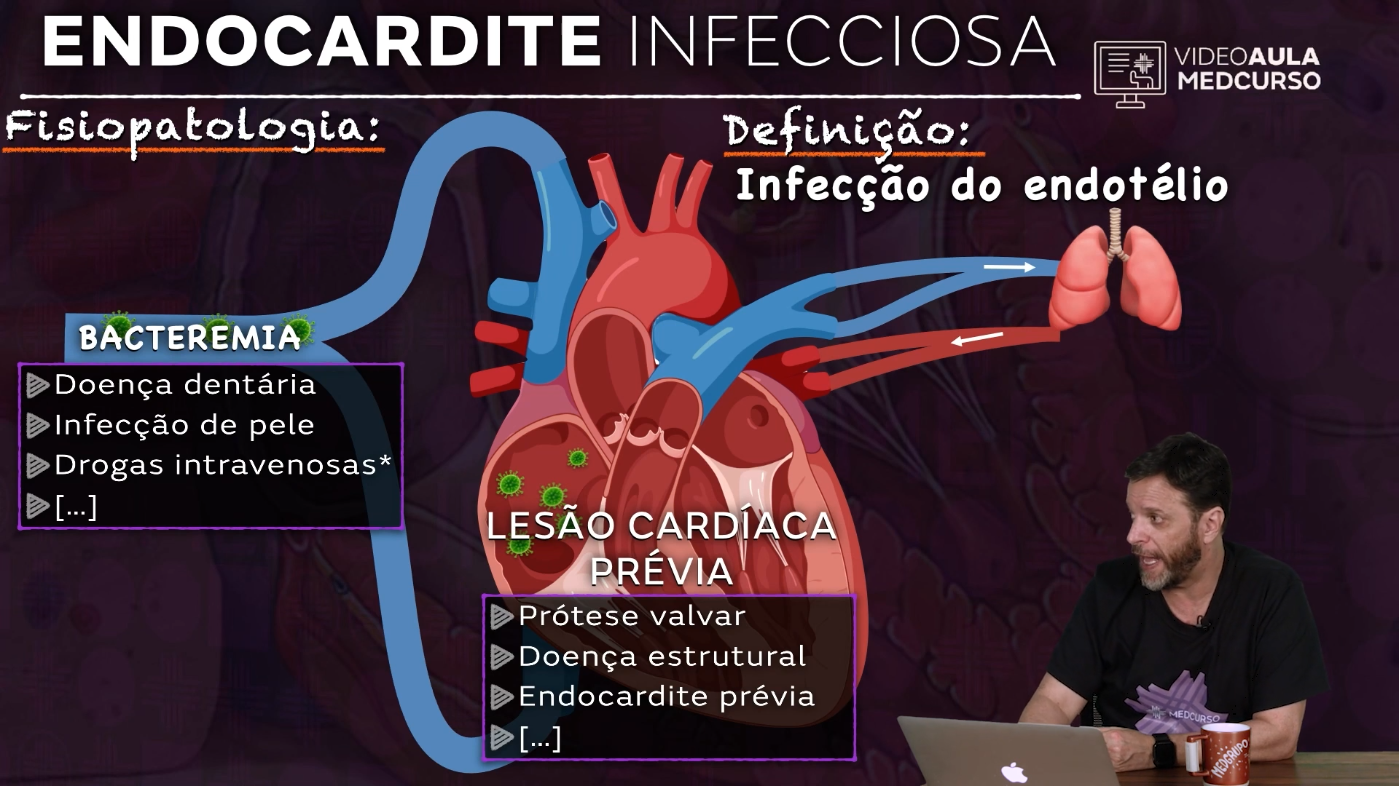 ENDOCARDITE INFECCIOSA
VIDEOAULA
MEDCURSO
Fisiopatologia:
Definição:
Infecção do endotélio
BACTEREMIA
Doença dentária
Infecção de pele
Drogas intravenosas*
[...]
LESÃO CARDÍACA
PRÉVIA
Prótese valvar
Doença estrutural
Endocardite prévia
[...]
MEDCURSO
MEDGRUPO